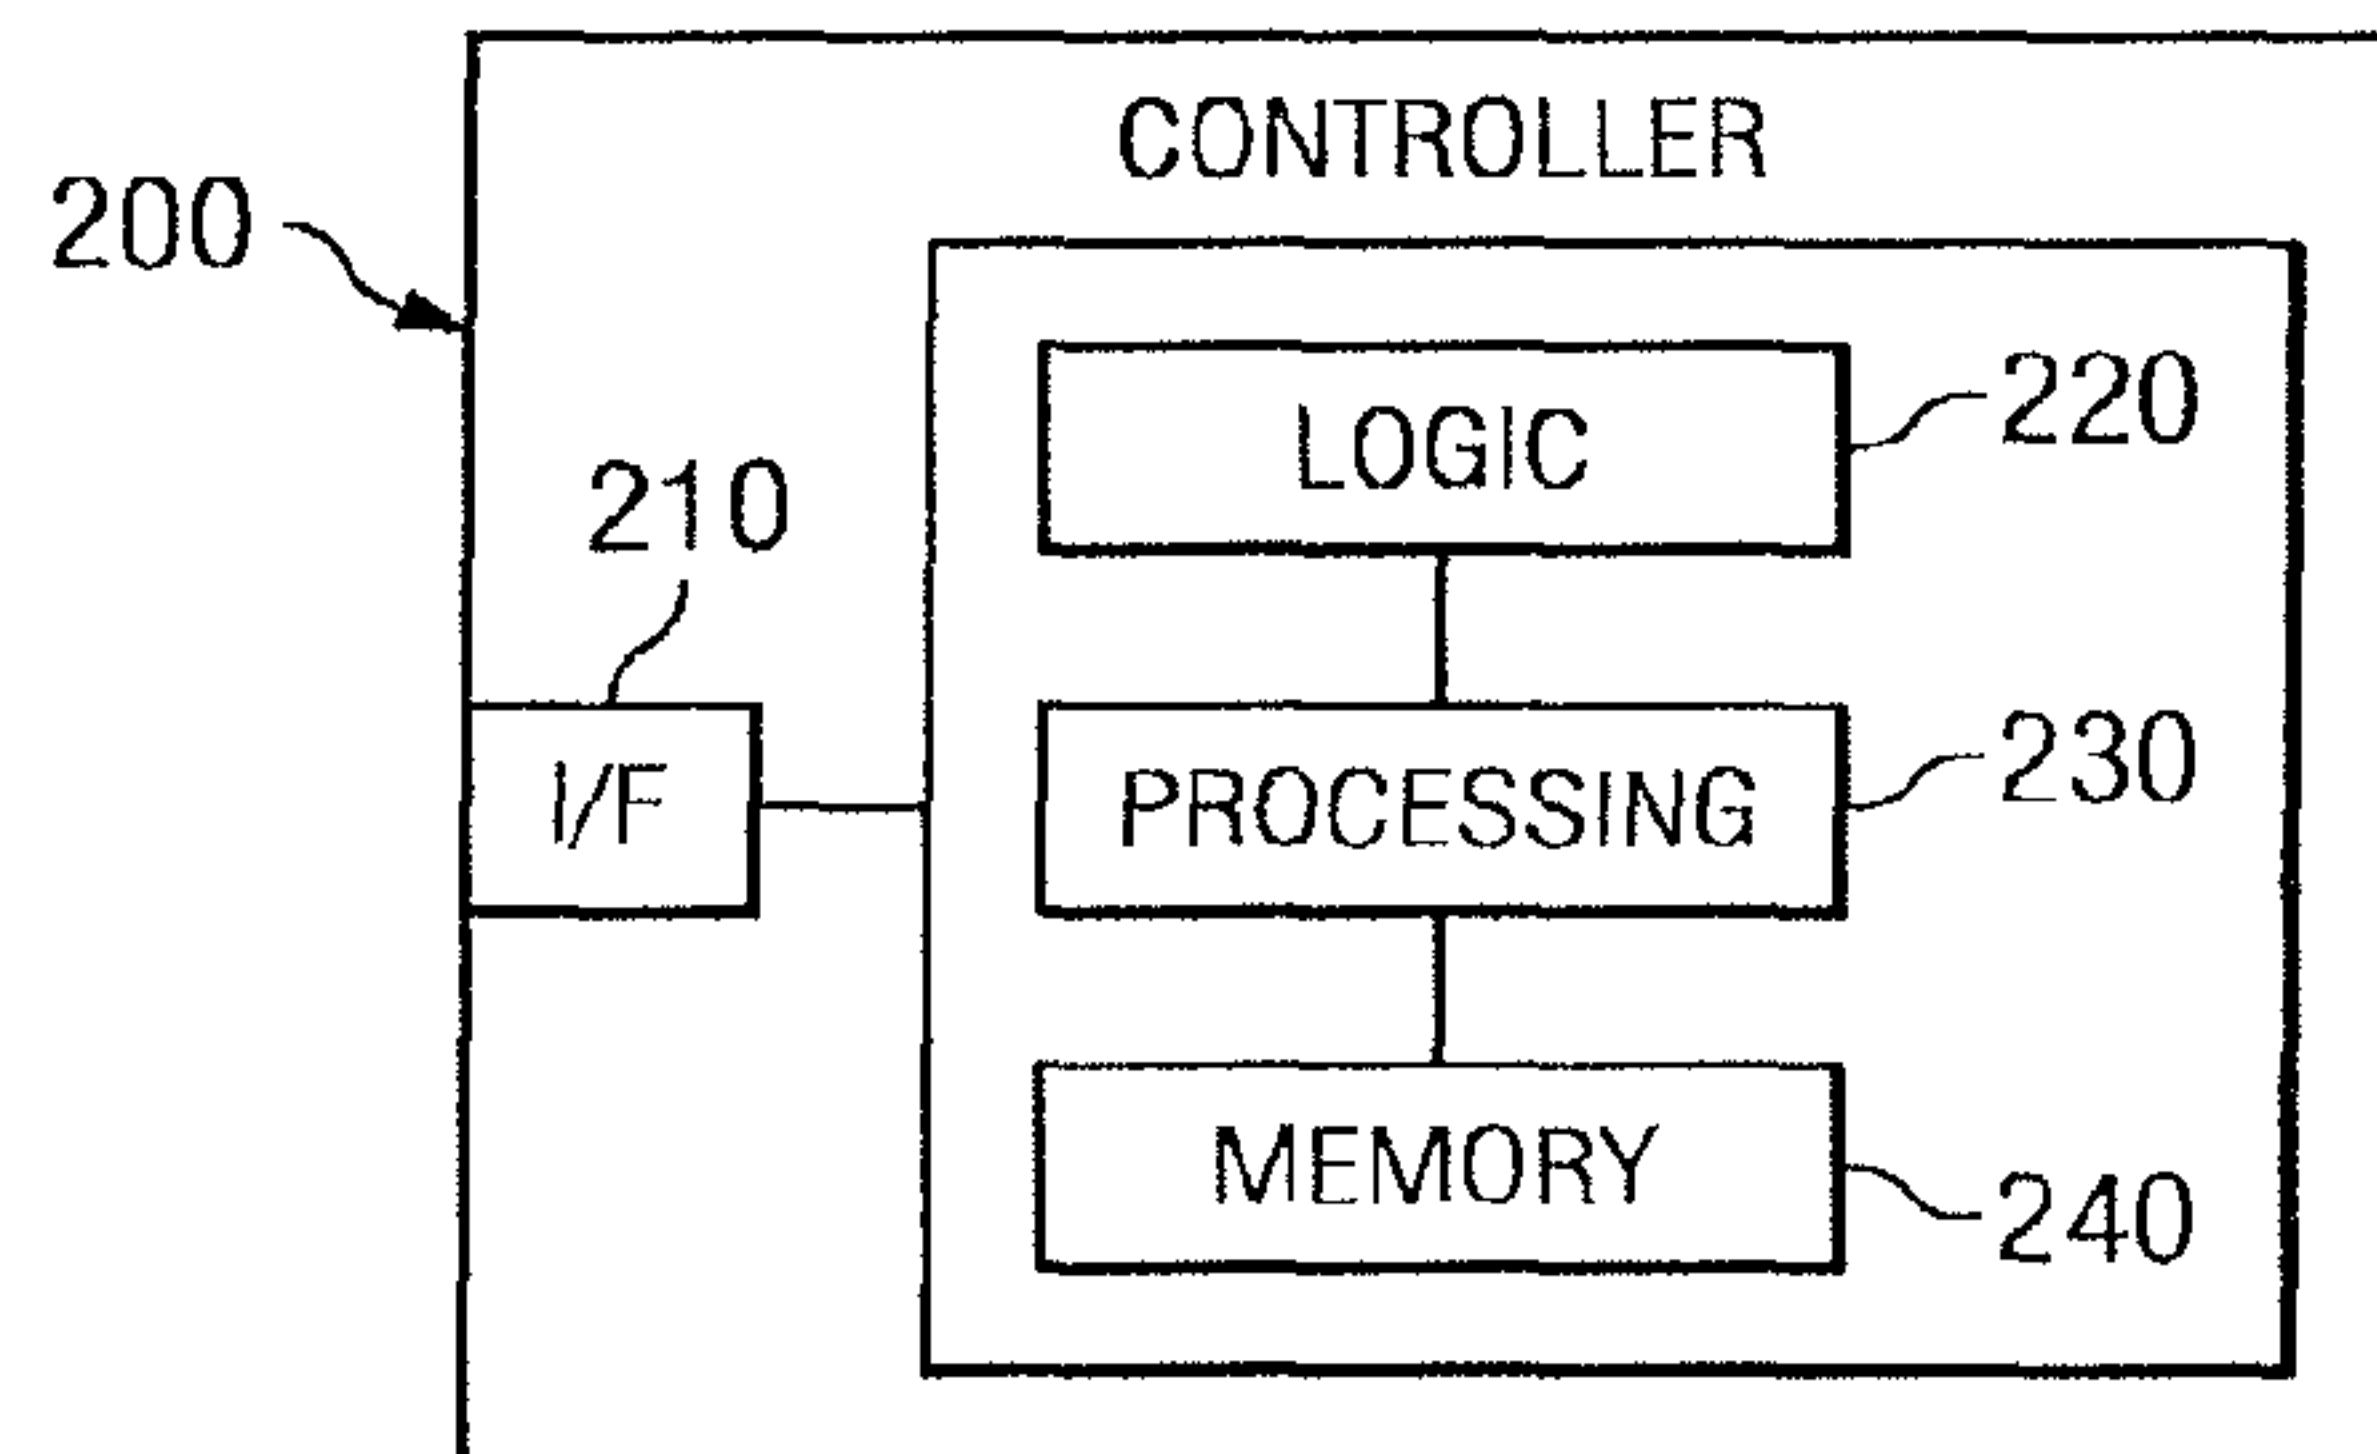 CONTROLLER
200
LOGIC
220
210
I/F
PROCESSING
230
MEMORY
240